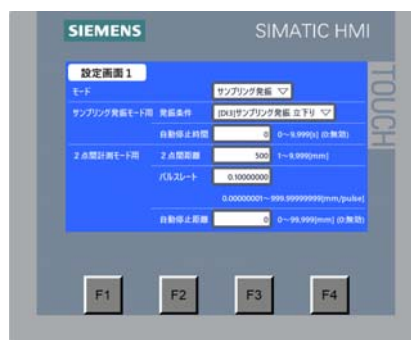 SIEMENS
SIMATIC HMI
TOUCH
設定画面1
モード サンプリング発振
サンプリング発振モード用 発振条件 [DI3]サンプリング発振 立下り
自動停止時間 0 0～9,999[s] (0:無効)
2点間計測モード用 2点間距離 500 1～9,999[mm]
パルスレート 0.10000000
0.00000001～999.99999999[mm/pulse]
自動停止距離 0 0～99,999[mm] (0:無効)
F1 F2 F3 F4